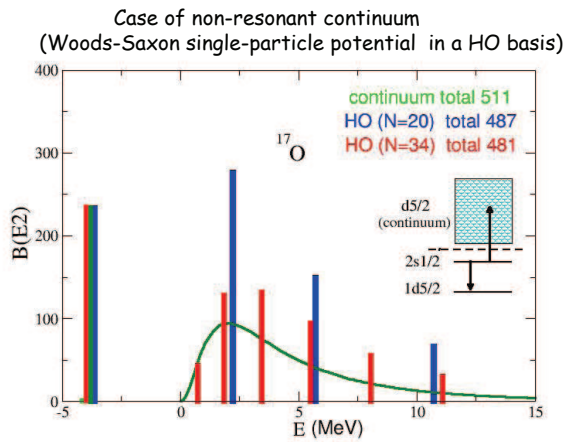 Case of non-resonant continuum
(Woods-Saxon single-particle potential in a HO basis)
400
300
200
100
0
B(E2)
continuum total 511
HO (N=20) total 487
HO (N=34) total 481
17O
d5/2
(continuum)
2s1/2
1d5/2
-5
0
5
10
15
E (MeV)